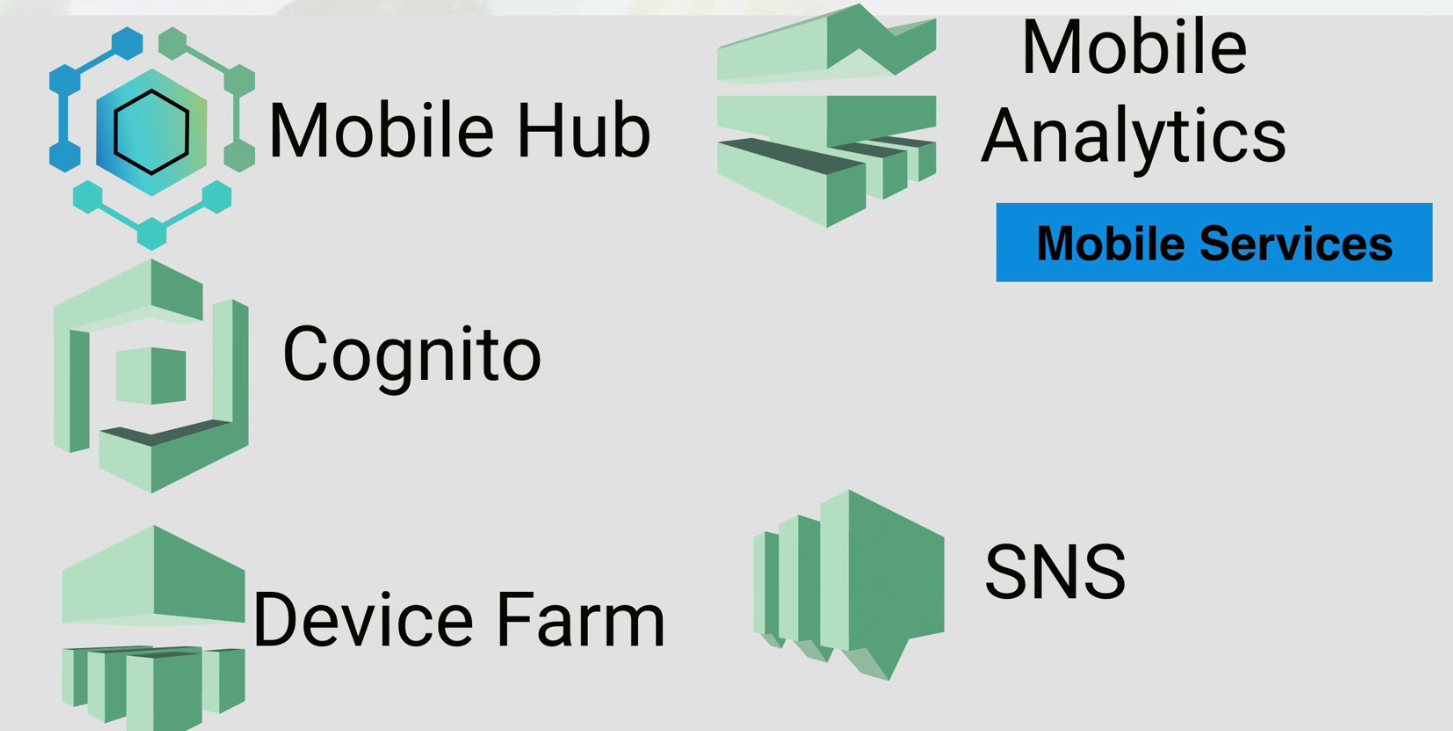 Mobile Hub
Mobile
Analytics
Mobile Services
Cognito
Device Farm
SNS